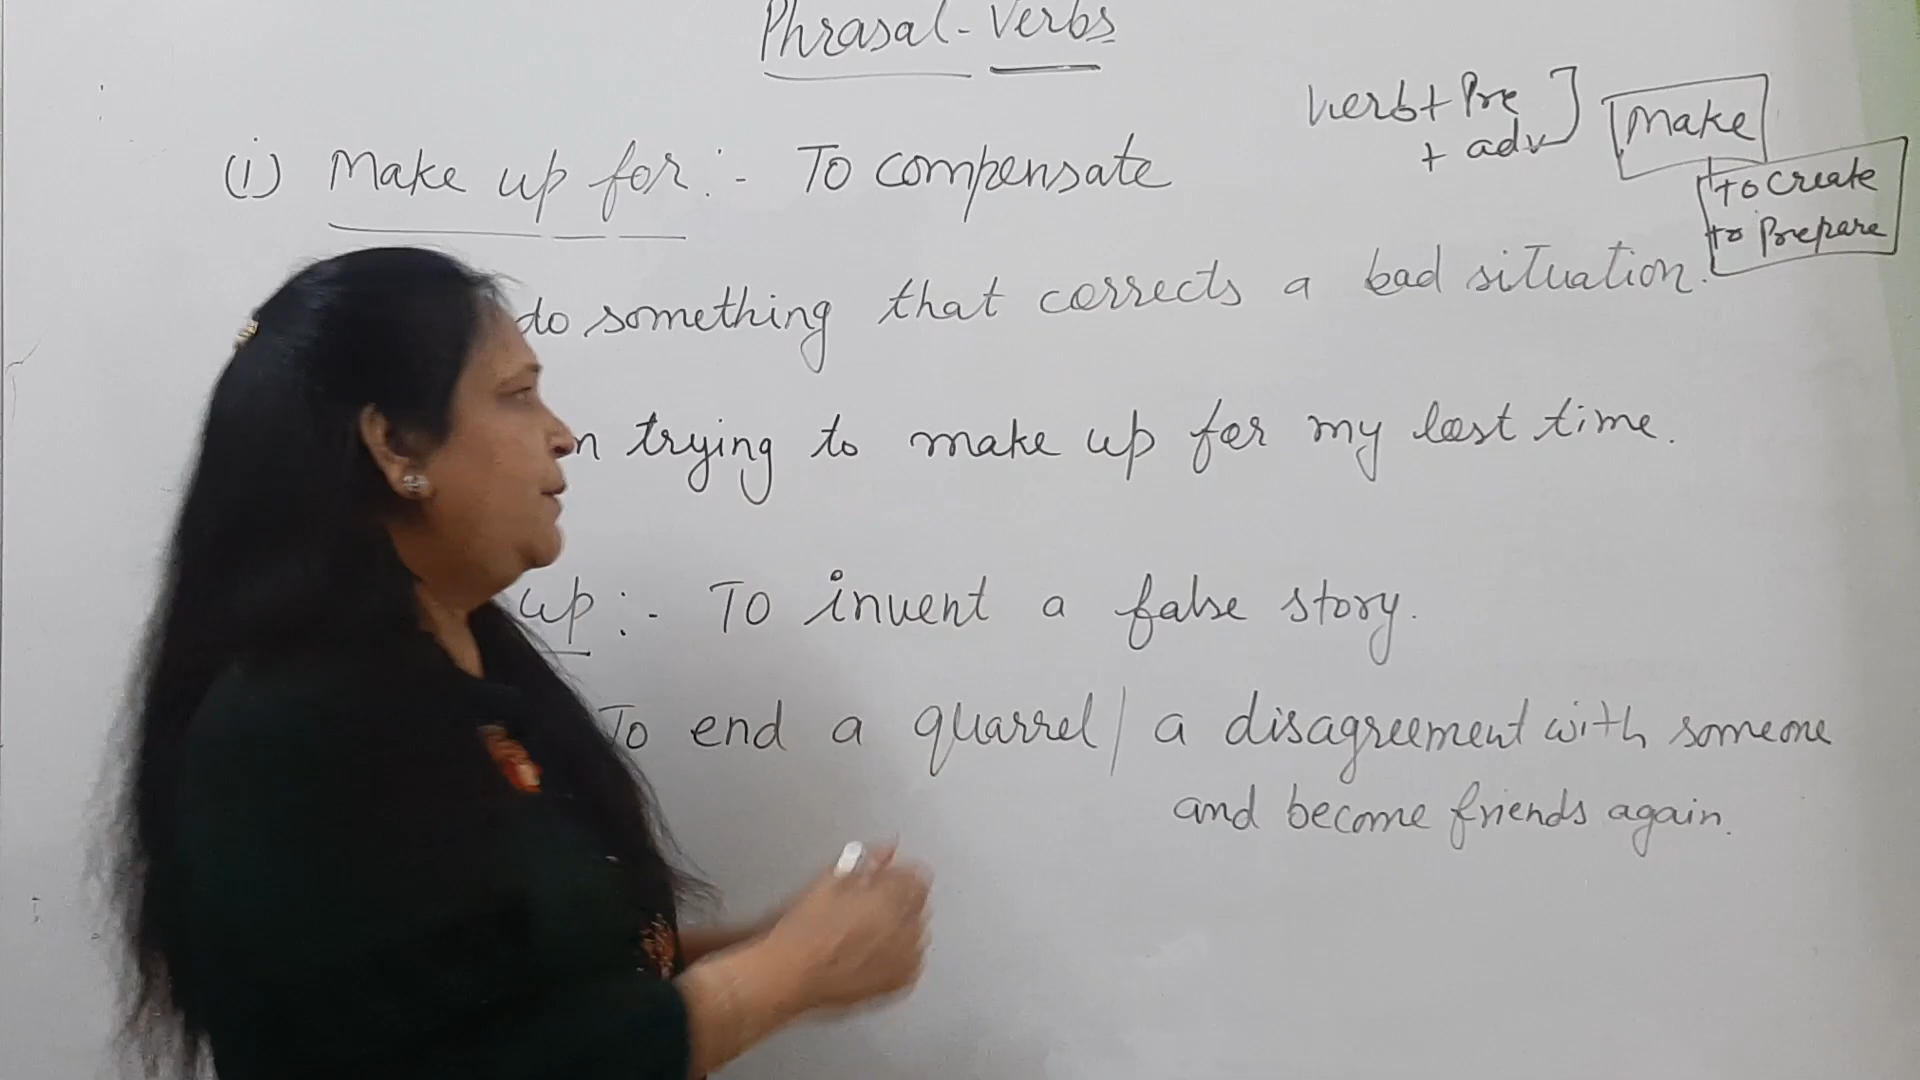 Phrasal-Verbs
verb + Pre
+ adv
make
to create
to Prepare
(i) Make up for :- To compensate
do something that corrects a bad situation.
trying to make up for my lost time.
up :- To invent a false story.
To end a quarrel / a disagreement with someone
and become friends again.